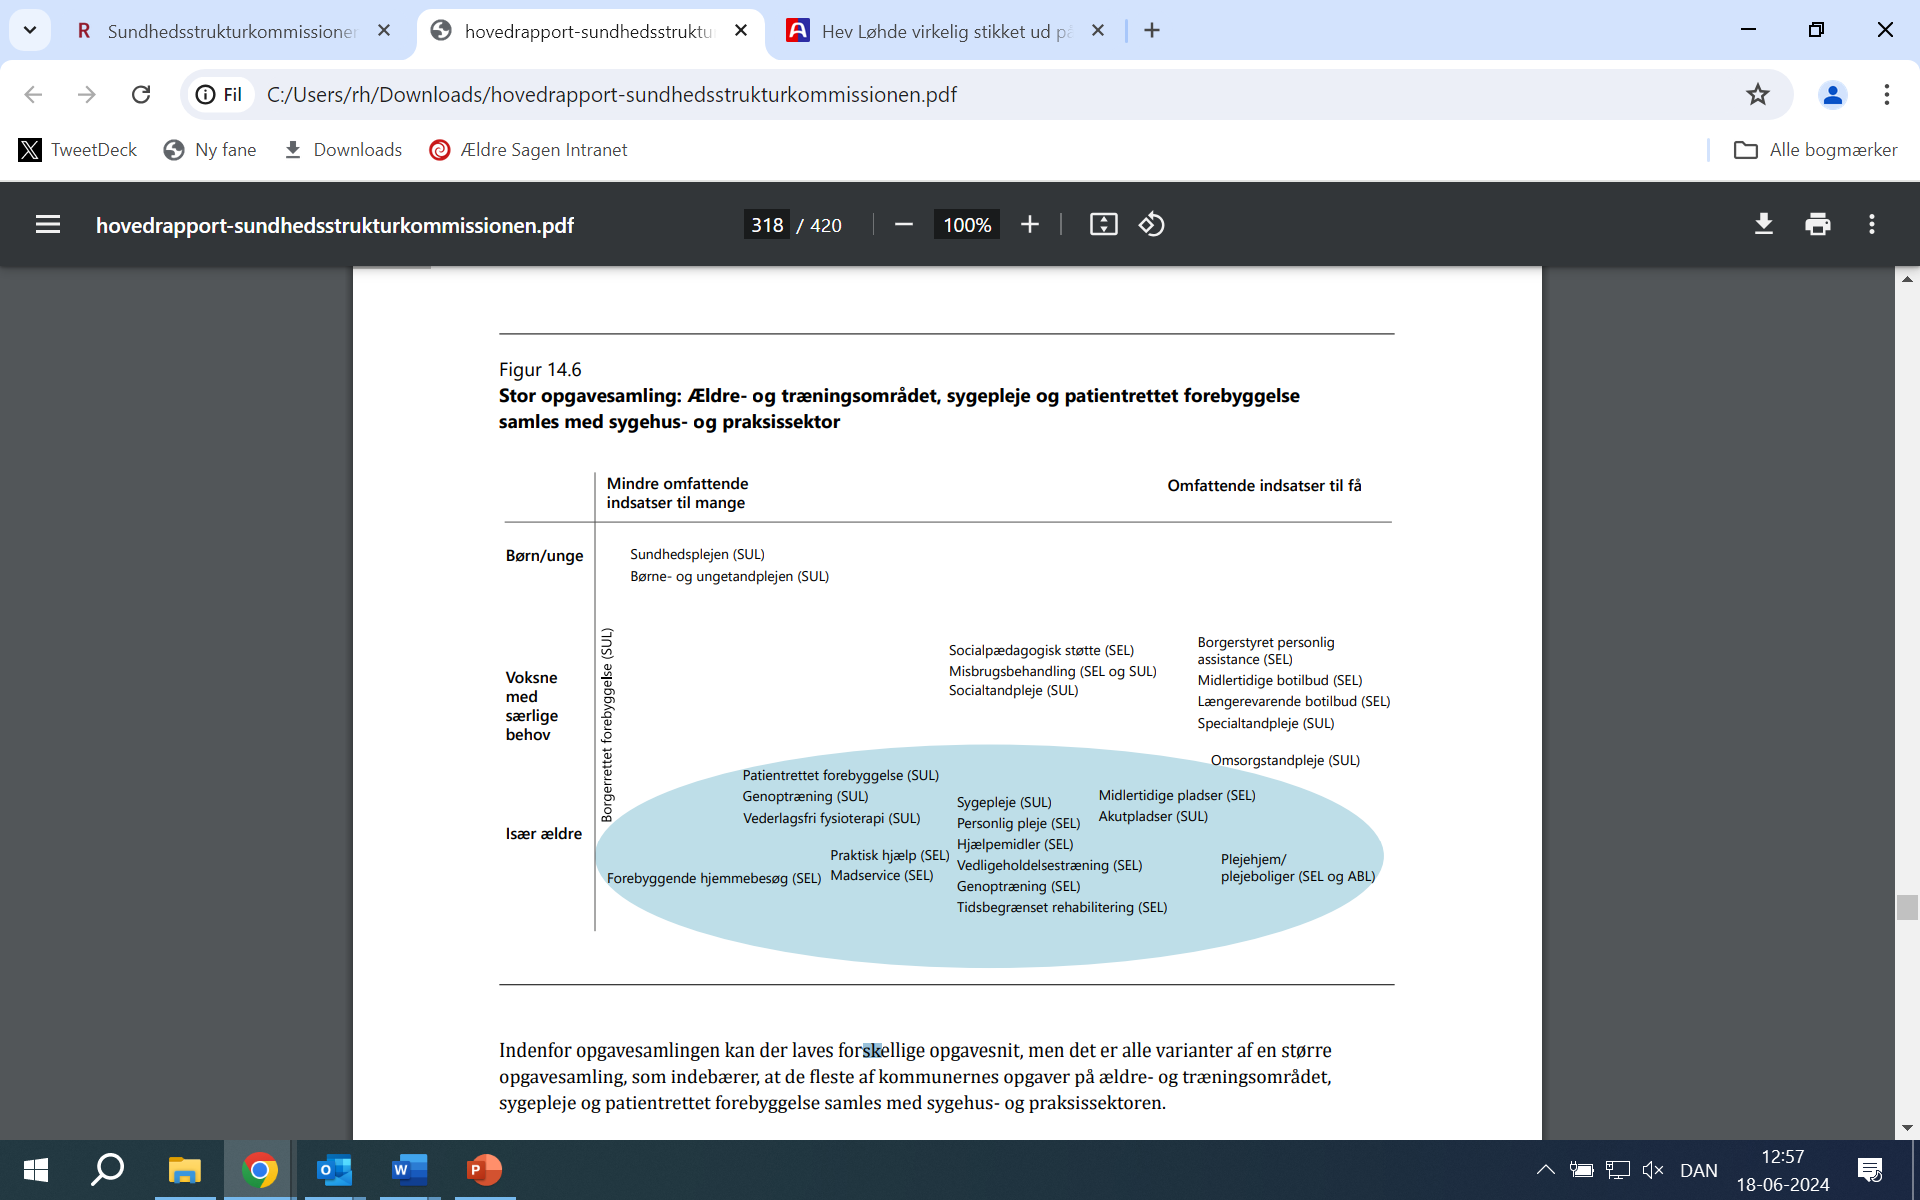 Sundhedsstrukturkommissioner
hovedrapport-sundhedsstruktu
Hev Løhde virkelig stikket ud på
Fil
C:/Users/rh/Downloads/hovedrapport-sundhedsstrukturkommissionen.pdf
TweetDeck
Ny fane
Downloads
Ældre Sagen Intranet
Alle bogmærker
hovedrapport-sundhedsstrukturkommissionen.pdf
318 / 420
100%
Figur 14.6
Stor opgavesamling: Ældre- og træningsområdet, sygepleje og patientrettet forebyggelse
samles med sygehus- og praksissektor
Mindre omfattende
indsatser til mange
Omfattende indsatser til få
Børn/unge
Sundhedsplejen (SUL)
Børne- og ungetandplejen (SUL)
Borgerrettet forebyggelse (SUL)
Voksne
med
særlige
behov
Socialpædagogisk støtte (SEL)
Misbrugsbehandling (SEL og SUL)
Socialtandpleje (SUL)
Borgerstyret personlig
assistance (SEL)
Midlertidige botilbud (SEL)
Længerevarende botilbud (SEL)
Specialtandpleje (SUL)
Omsorgstandpleje (SUL)
Især ældre
Patientrettet forebyggelse (SUL)
Genoptræning (SUL)
Vederlagsfri fysioterapi (SUL)
Praktisk hjælp (SEL)
Madservice (SEL)
Forebyggende hjemmebesøg (SEL)
Sygepleje (SUL)
Personlig pleje (SEL)
Hjælpemidler (SEL)
Vedligeholdelsestræning (SEL)
Genoptræning (SEL)
Tidsbegrænset rehabilitering (SEL)
Midlertidige pladser (SEL)
Akutpladser (SUL)
Plejehjem/
plejeboliger (SEL og ABL)
Indenfor opgavesamlingen kan der laves forskellige opgavesnit, men det er alle varianter af en større
opgavesamling, som indebærer, at de fleste af kommunernes opgaver på ældre- og træningsområdet,
sygepleje og patientrettet forebyggelse samles med sygehus- og praksissektoren.
DAN
12:57
18-06-2024